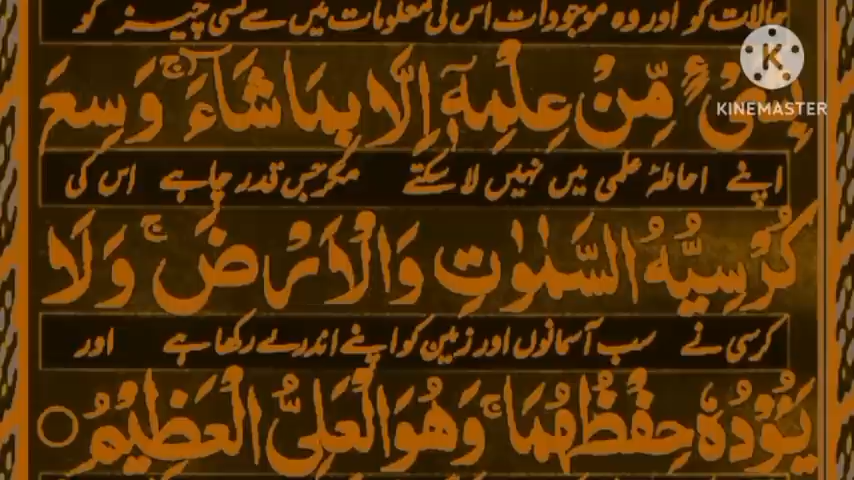 حالات کو اور وہ موجودات اس کی معلومات میں سے کسی چیز کو
بِشَیْءٍ مِّنْ عِلْمِهٖۤ اِلَّا بِمَا شَآءَ ۚ وَسِعَ
اپنے احاطۂ علمی میں نہیں لا سکتے مگر جس قدر چاہے اس کی
كُرْسِیُّهُ السَّمٰوٰتِ وَالْاَرْضَ ۚ وَلَا
کرسی نے سب آسمانوں اور زمین کو اپنے اندر لے رکھا ہے اور
یَـُٔوْدُهٗ حِفْظُهُمَا ۚ وَهُوَ الْعَلِیُّ الْعَظِیْمُ ○
KINEMASTER